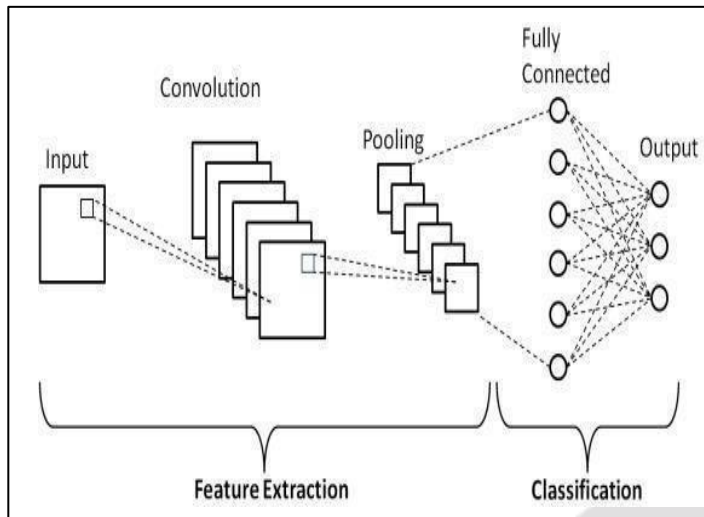 Fully
Connected
Convolution
Pooling
Output
Input
Feature Extraction
Classification